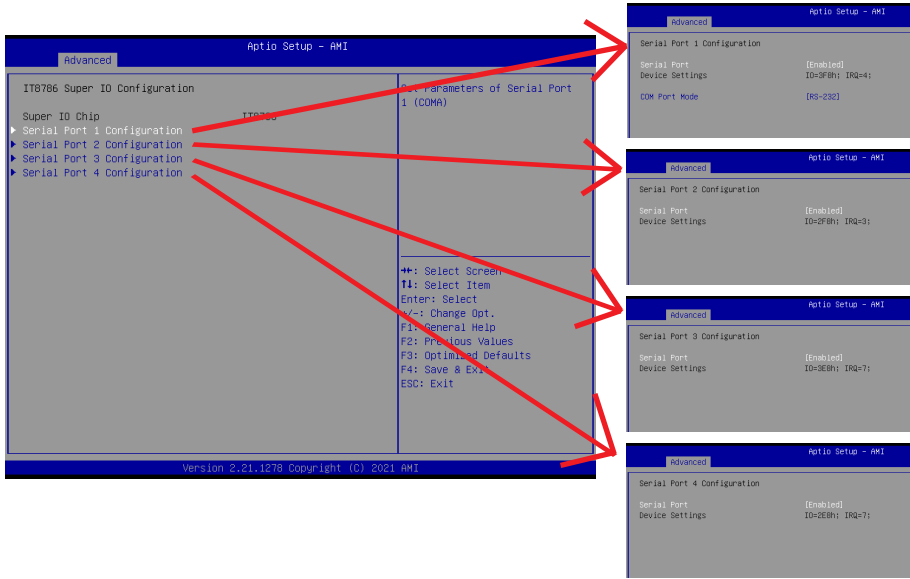 Aptio Setup - AMI
Advanced
IT8786 Super IO Configuration
Super IO Chip IT8786
Serial Port 1 Configuration
Serial Port 2 Configuration
Serial Port 3 Configuration
Serial Port 4 Configuration
Set Parameters of Serial Port
1 (COMA)
→←: Select Screen
↑↓: Select Item
Enter: Select
+/-: Change Opt.
F1: General Help
F2: Previous Values
F3: Optimized Defaults
F4: Save & Exit
ESC: Exit
Version 2.21.1278 Copyright (C) 2021 AMI
Aptio Setup - AMI
Advanced
Serial Port 1 Configuration
Serial Port [Enabled]
Device Settings IO=3F8h; IRQ=4;
COM Port Mode [RS-232]
Aptio Setup - AMI
Advanced
Serial Port 2 Configuration
Serial Port [Enabled]
Device Settings IO=2F8h; IRQ=3;
Aptio Setup - AMI
Advanced
Serial Port 3 Configuration
Serial Port [Enabled]
Device Settings IO=3E8h; IRQ=7;
Aptio Setup - AMI
Advanced
Serial Port 4 Configuration
Serial Port [Enabled]
Device Settings IO=2E8h; IRQ=7;